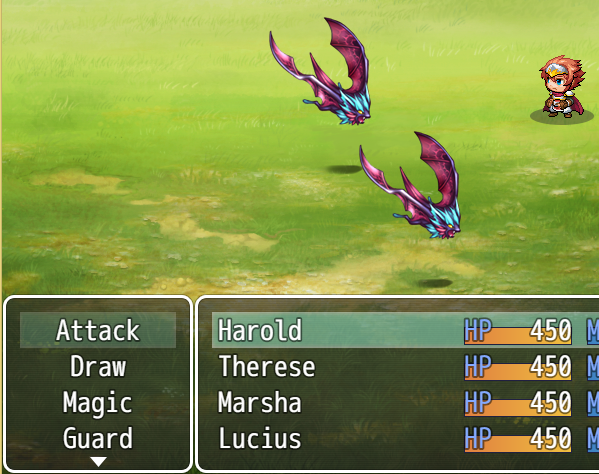 Attack
Draw
Magic
Guard
Harold HP 450 M
Therese HP 450 M
Marsha HP 450 M
Lucius HP 450 M